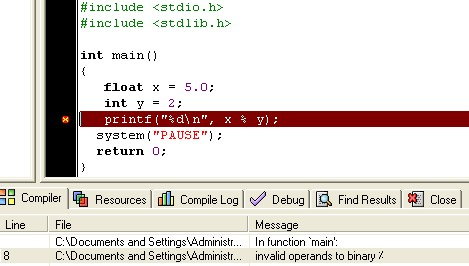 #include <stdio.h>
#include <stdlib.h>
int main()
{
float x = 5.0;
int y = 2;
printf("%d\n", x % y);
system("PAUSE");
return 0;
}
Compiler Resources Compile Log Debug Find Results Close
Line File Message
C:\Documents and Settings\Administr... In function `main':
8 C:\Documents and Settings\Administr... invalid operands to binary %